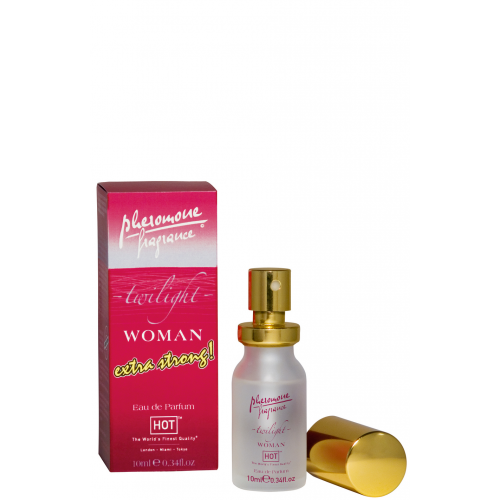 pheromone
fragrance®
-twilight-
WOMAN
extra strong!
Eau de Parfum
HOT
The World's Finest Quality®
London - Miami - Tokyo
10ml ℮ 0.34fl.oz
pheromone
fragrance
twilight
WOMAN
HOT
Eau de Parfum
10ml ℮ 0.34fl.oz